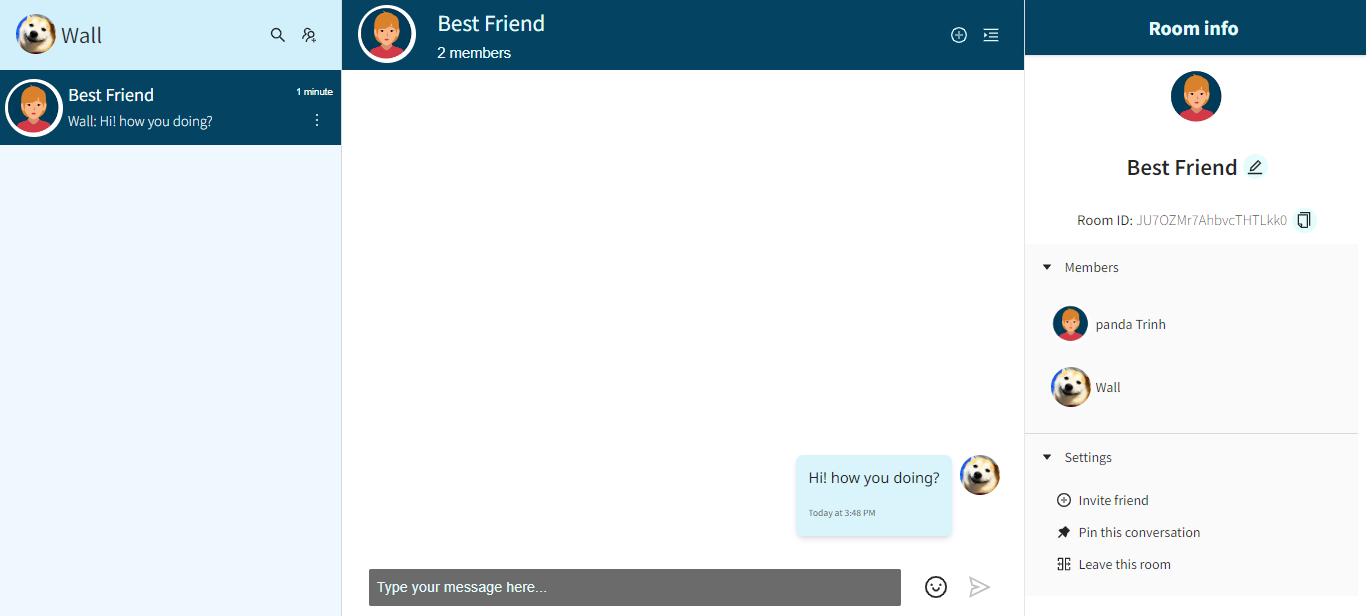 Wall
Best Friend
1 minute
Wall: Hi! how you doing?
Best Friend
2 members
Hi! how you doing?
Today at 3:48 PM
Type your message here...
Room info
Best Friend
Room ID: JU7OZMr7AhbvcTHTLkk0
Members
panda Trinh
Wall
Settings
Invite friend
Pin this conversation
Leave this room